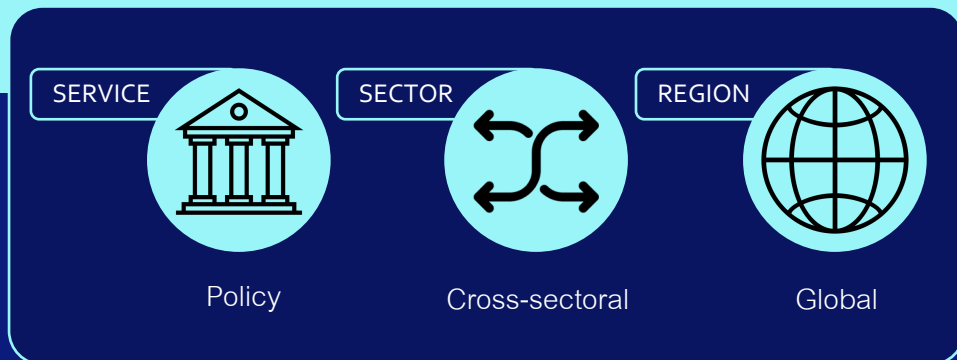 SERVICE
Policy
SECTOR
Cross-sectoral
REGION
Global